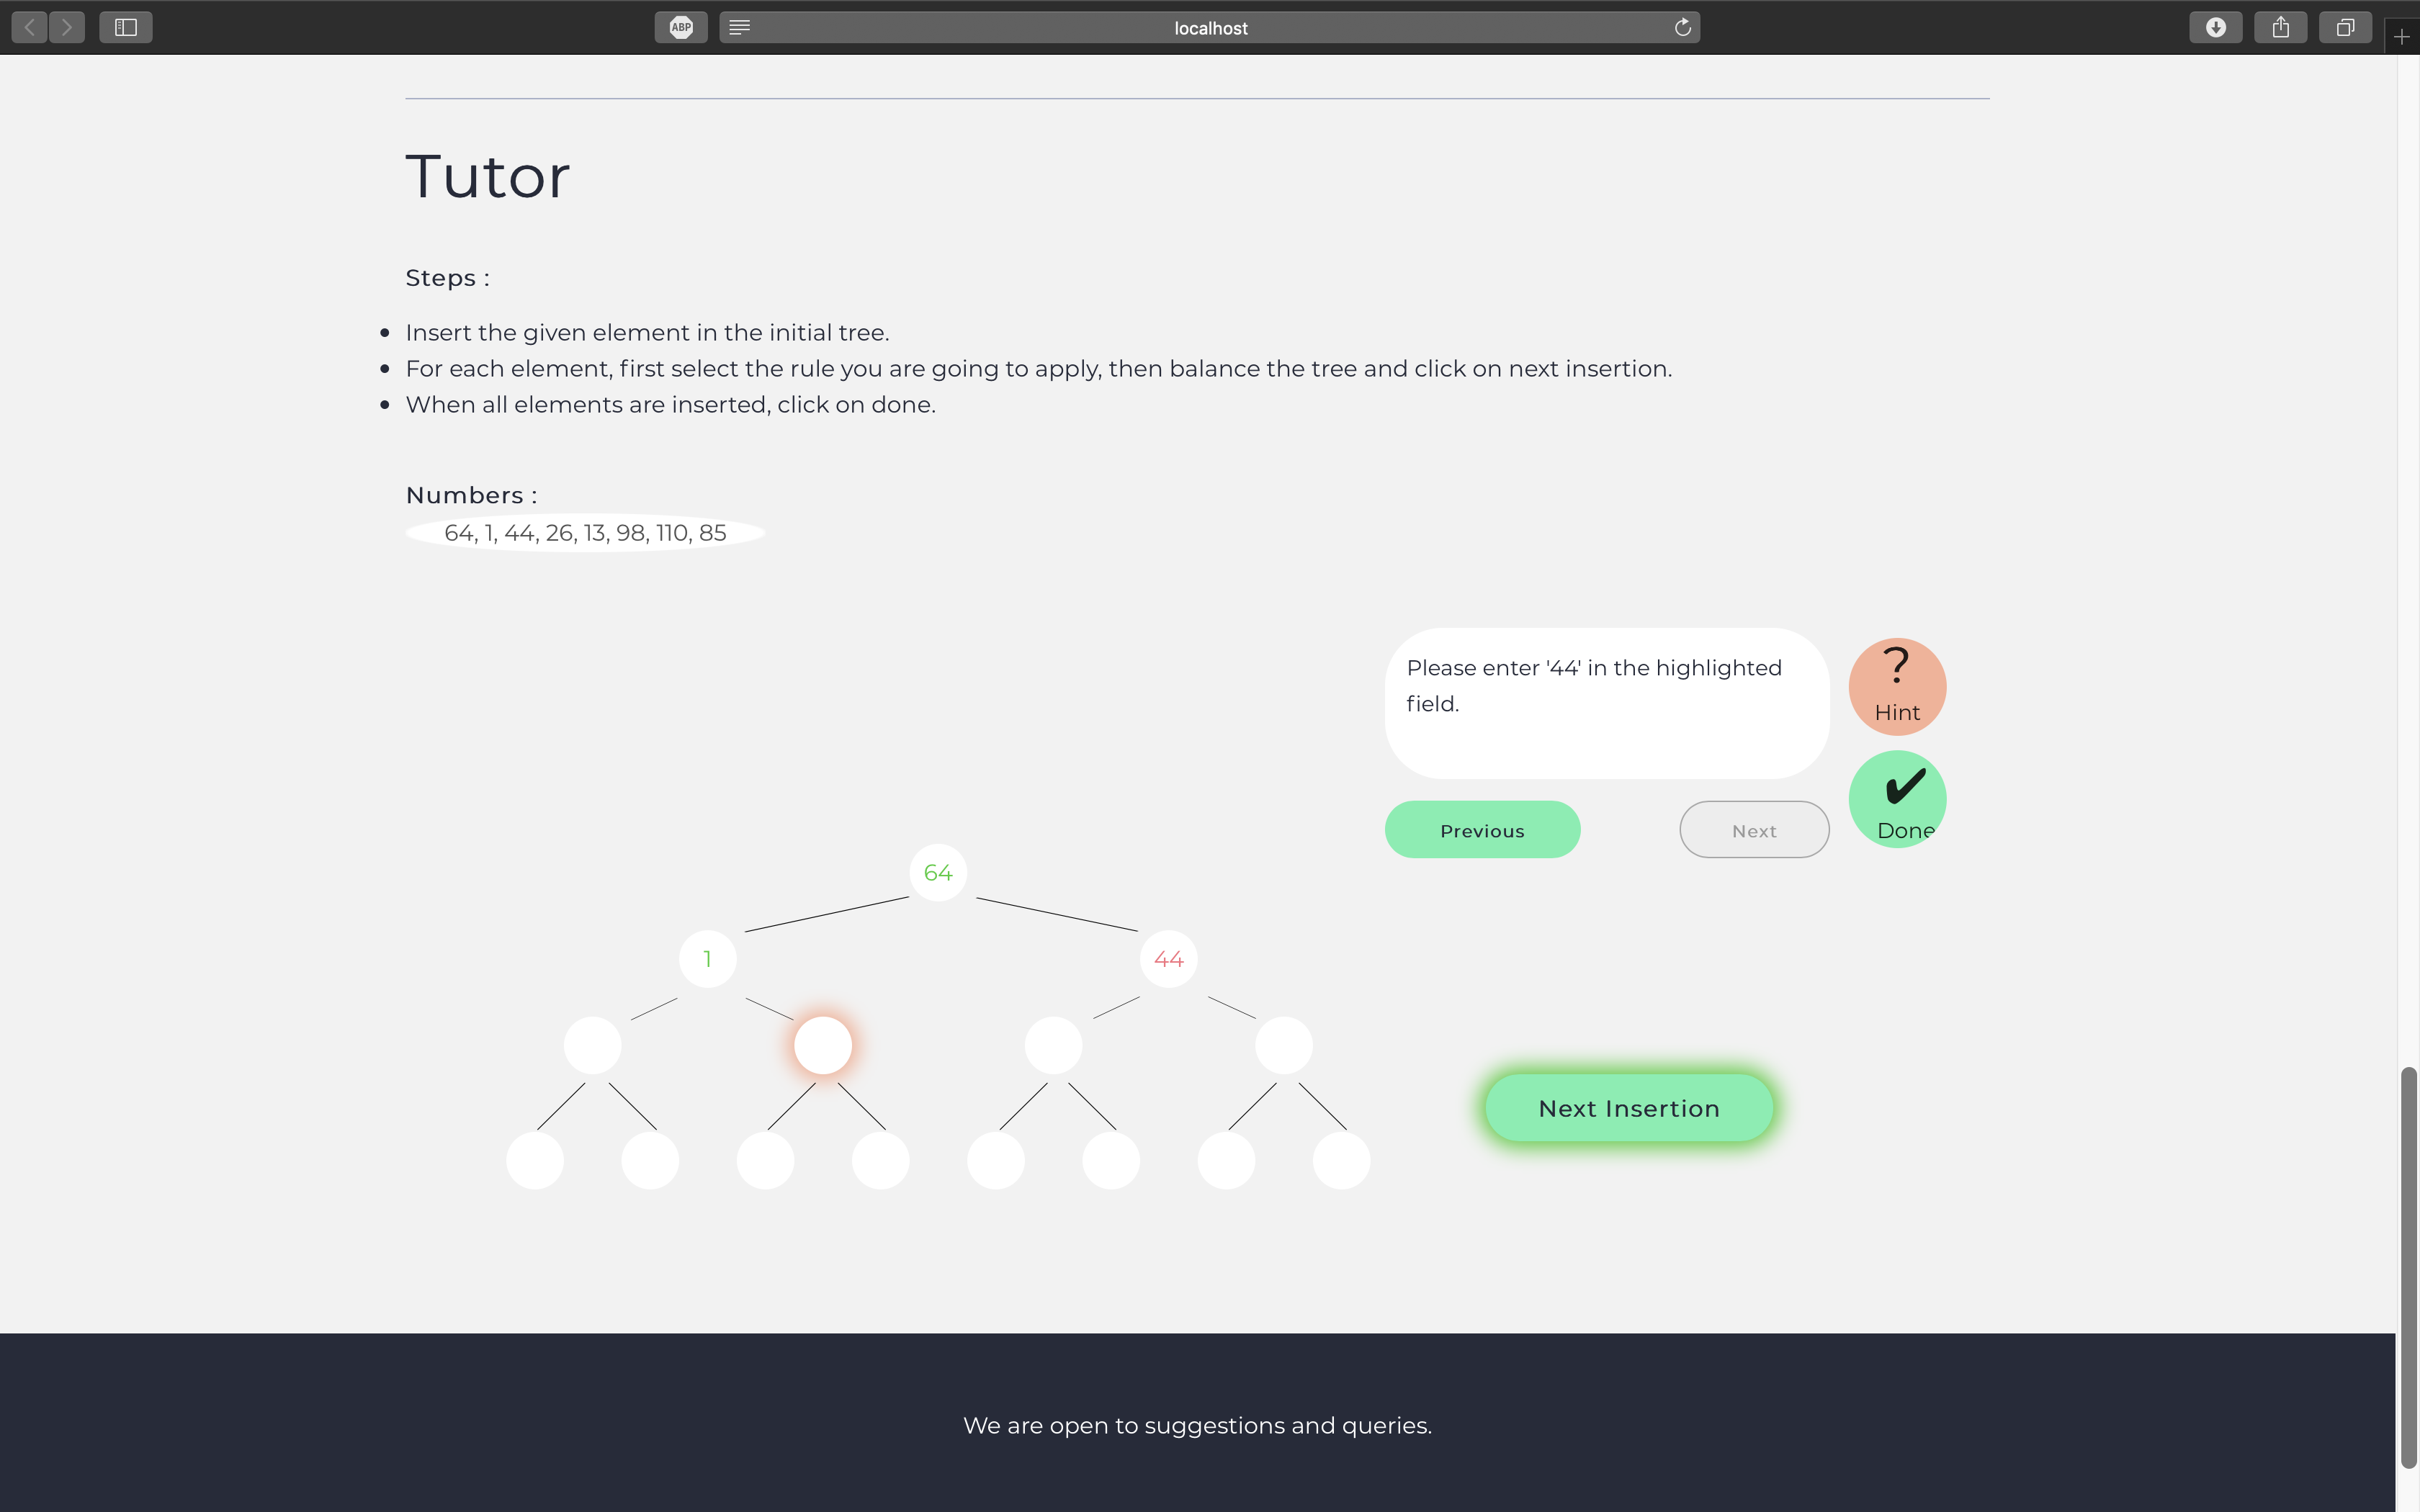 ABP
localhost
Tutor
Steps :
Insert the given element in the initial tree.
For each element, first select the rule you are going to apply, then balance the tree and click on next insertion.
When all elements are inserted, click on done.
Numbers :
64, 1, 44, 26, 13, 98, 110, 85
Please enter '44' in the highlighted
field.
?
Hint
Done
Previous
Next
64
1
44
Next Insertion
We are open to suggestions and queries.